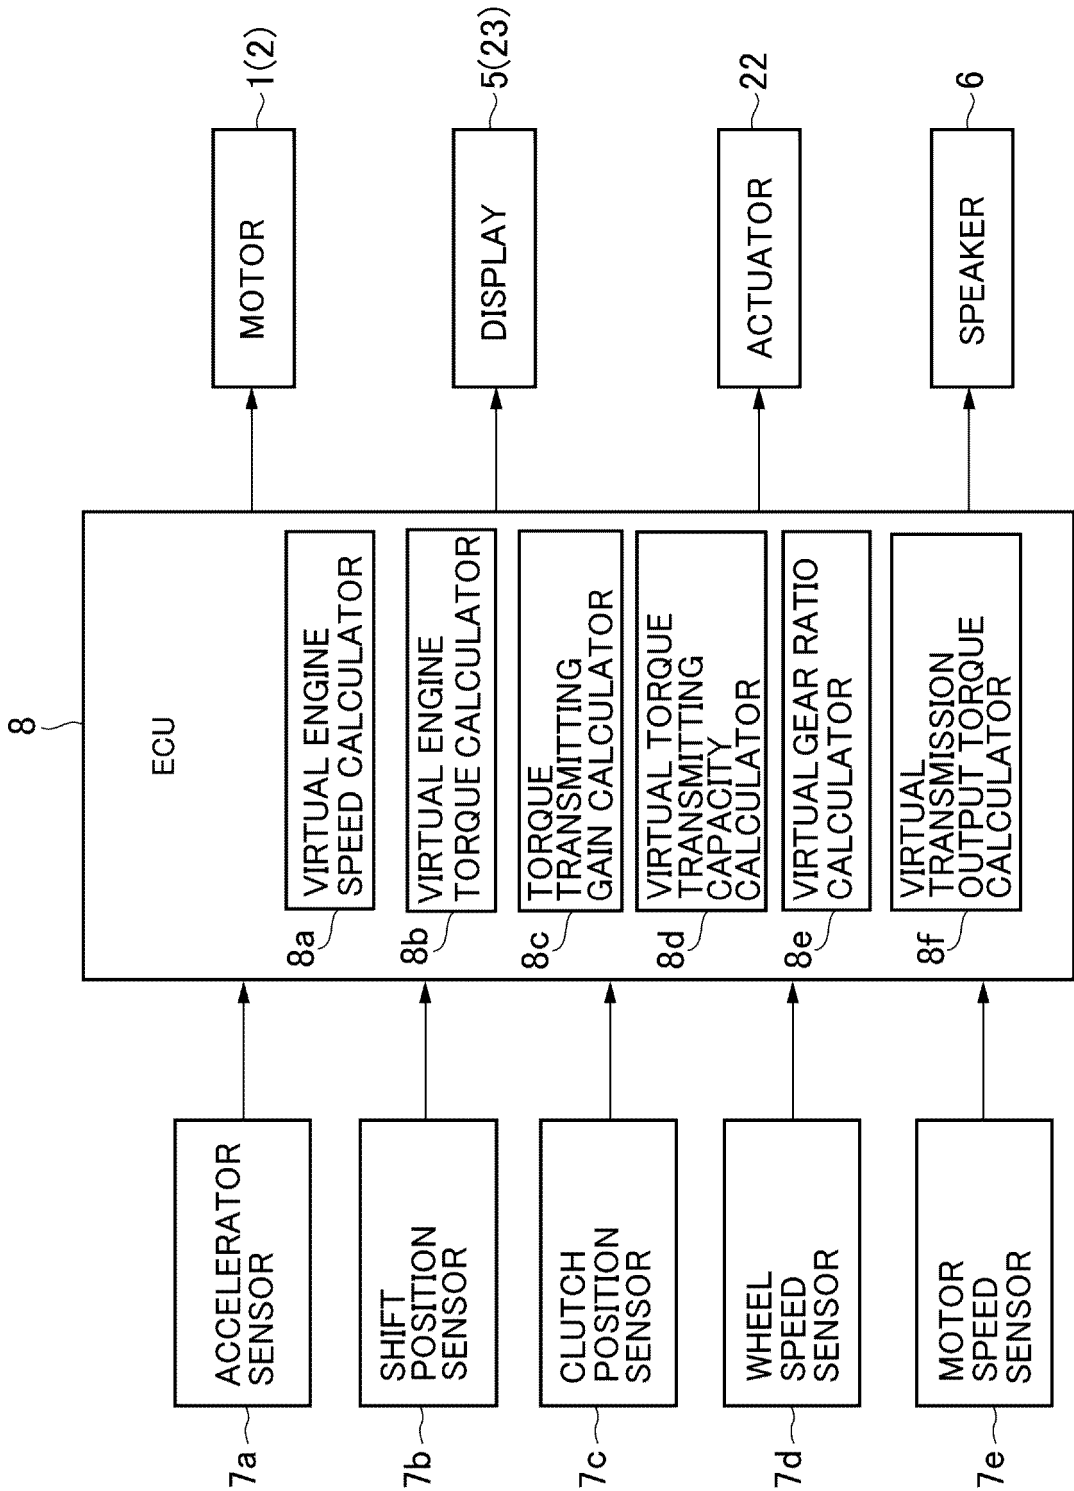 8
ECU
7a
ACCELERATOR
SENSOR
7b
SHIFT
POSITION
SENSOR
7c
CLUTCH
POSITION
SENSOR
7d
WHEEL
SPEED
SENSOR
7e
MOTOR
SPEED
SENSOR
8a
VIRTUAL ENGINE
SPEED CALCULATOR
8b
VIRTUAL ENGINE
TORQUE CALCULATOR
8c
TORQUE
TRANSMITTING
GAIN CALCULATOR
8d
VIRTUAL TORQUE
TRANSMITTING
CAPACITY
CALCULATOR
8e
VIRTUAL GEAR RATIO
CALCULATOR
8f
VIRTUAL
TRANSMISSION
OUTPUT TORQUE
CALCULATOR
MOTOR
1(2)
DISPLAY
5(23)
ACTUATOR
22
SPEAKER
6